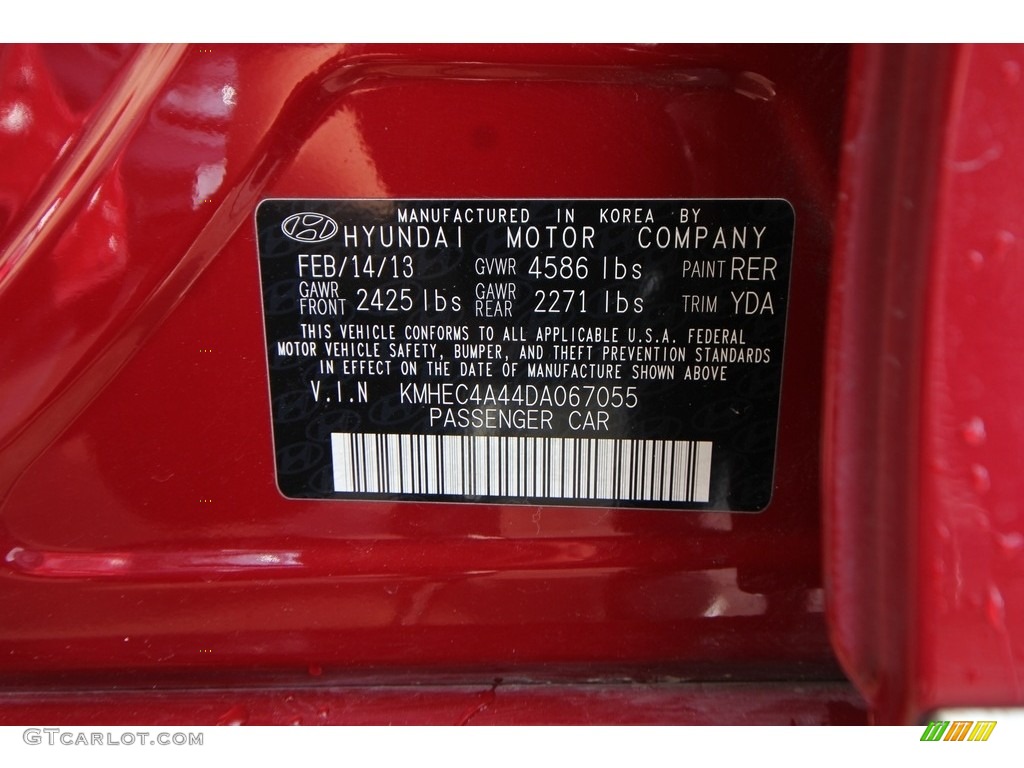 MANUFACTURED IN KOREA BY
HYUNDAI MOTOR COMPANY
FEB/14/13 GVWR 4586 lbs PAINT RER
GAWR FRONT 2425 lbs GAWR REAR 2271 lbs TRIM YDA
THIS VEHICLE CONFORMS TO ALL APPLICABLE U.S.A. FEDERAL
MOTOR VEHICLE SAFETY, BUMPER, AND THEFT PREVENTION STANDARDS
IN EFFECT ON THE DATE OF MANUFACTURE SHOWN ABOVE
V.I.N KMHEC4A44DA067055
PASSENGER CAR
GTCARLOT.COM